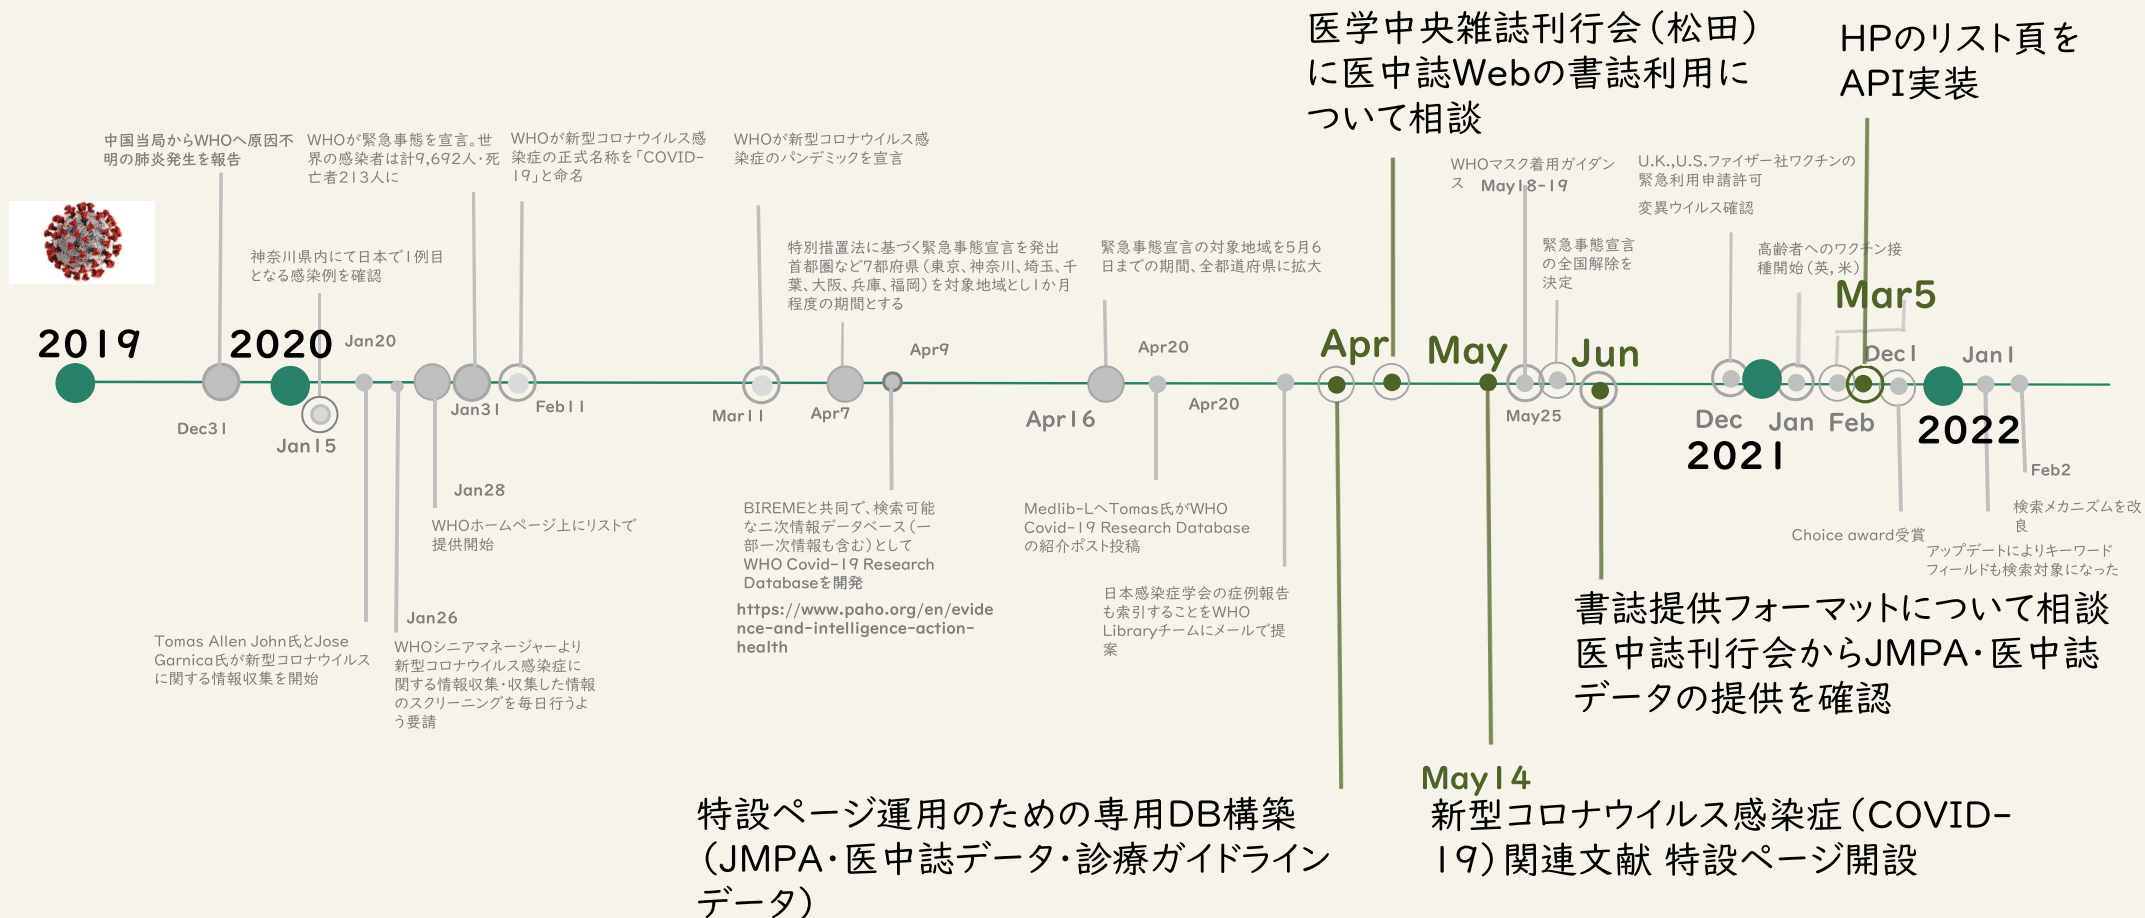 医学中央雑誌刊行会（松田）
に医中誌Webの書誌利用に
ついて相談
HPのリスト頁を
API実装
中国当局からWHOへ原因不
明の肺炎発生を報告
WHOが緊急事態を宣言。世
界の感染者は計9,692人・死
亡者213人に
WHOが新型コロナウイルス感
染症の正式名称を「COVID-
19」と命名
WHOが新型コロナウイルス感
染症のパンデミックを宣言
WHOマスク着用ガイダン
ス
May18-19
U.K.,U.S.ファイザー社ワクチンの
緊急利用申請許可
変異ウイルス確認
神奈川県内にて日本で1例目
となる感染例を確認
特別措置法に基づく緊急事態宣言を発出
首都圏など7都府県（東京、神奈川、埼玉、千
葉、大阪、兵庫、福岡）を対象地域とし1か月
程度の期間とする
緊急事態宣言の対象地域を5月6
日までの期間、全都道府県に拡大
緊急事態宣言
の全国解除を
決定
高齢者へのワクチン接
種開始（英，米）
Mar5
2019
2020
Jan20
Apr9
Apr20
Apr
May
Jun
Dec1
Jan1
Dec31
Jan15
Jan31
Feb11
Mar11
Apr7
Apr16
Apr20
May25
Dec
2021
Jan
Feb
2022
Feb2
Jan28
WHOホームページ上にリストで
提供開始
BIREMEと共同で、検索可能
な二次情報データベース（一
部一次情報も含む）として
WHO Covid-19 Research
Databaseを開発
https://www.paho.org/en/evide
nce-and-intelligence-action-
health
Medlib-LへTomas氏がWHO
Covid-19 Research Database
の紹介ポスト投稿
検索メカニズムを改
良
Choice award受賞
アップデートによりキーワード
フィールドも検索対象になった
日本感染症学会の症例報告
も索引することをWHO
Libraryチームにメールで提
案
Jan26
Tomas Allen John氏とJose
Garnica氏が新型コロナウイルス
に関する情報収集を開始
WHOシニアマネージャーより
新型コロナウイルス感染症に
関する情報収集・収集した情報
のスクリーニングを毎日行うよ
う要請
書誌提供フォーマットについて相談
医中誌刊行会からJMPA・医中誌
データの提供を確認
May14
特設ページ運用のための専用DB構築
（JMPA・医中誌データ・診療ガイドライン
データ）
新型コロナウイルス感染症（COVID-
19）関連文献 特設ページ開設